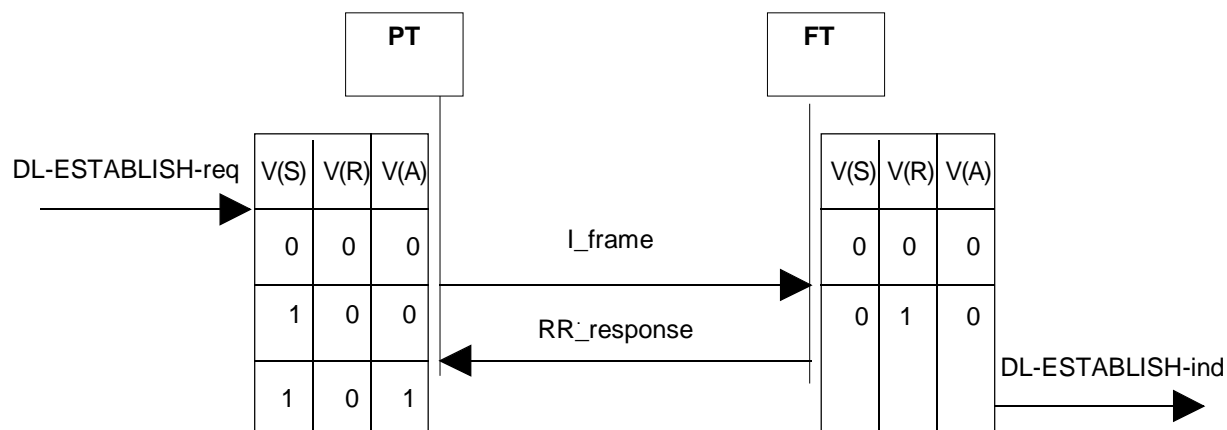 PT FT
DL-ESTABLISH-req V(S) V(R) V(A) V(S) V(R) V(A)
0 0 0 I_frame 0 0 0
1 0 0 RR_response 0 1 0
DL-ESTABLISH-ind
1 0 1